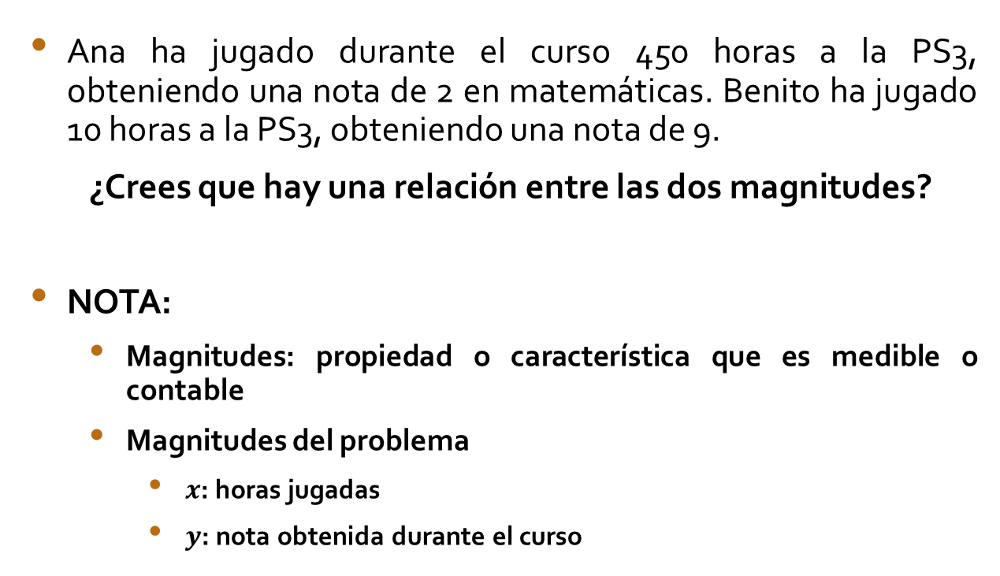 • Ana ha jugado durante el curso 450 horas a la PS3,
obteniendo una nota de 2 en matemáticas. Benito ha jugado
10 horas a la PS3, obteniendo una nota de 9.
¿Crees que hay una relación entre las dos magnitudes?
• NOTA:
• Magnitudes: propiedad o característica que es medible o
contable
• Magnitudes del problema
• x: horas jugadas
• y: nota obtenida durante el curso